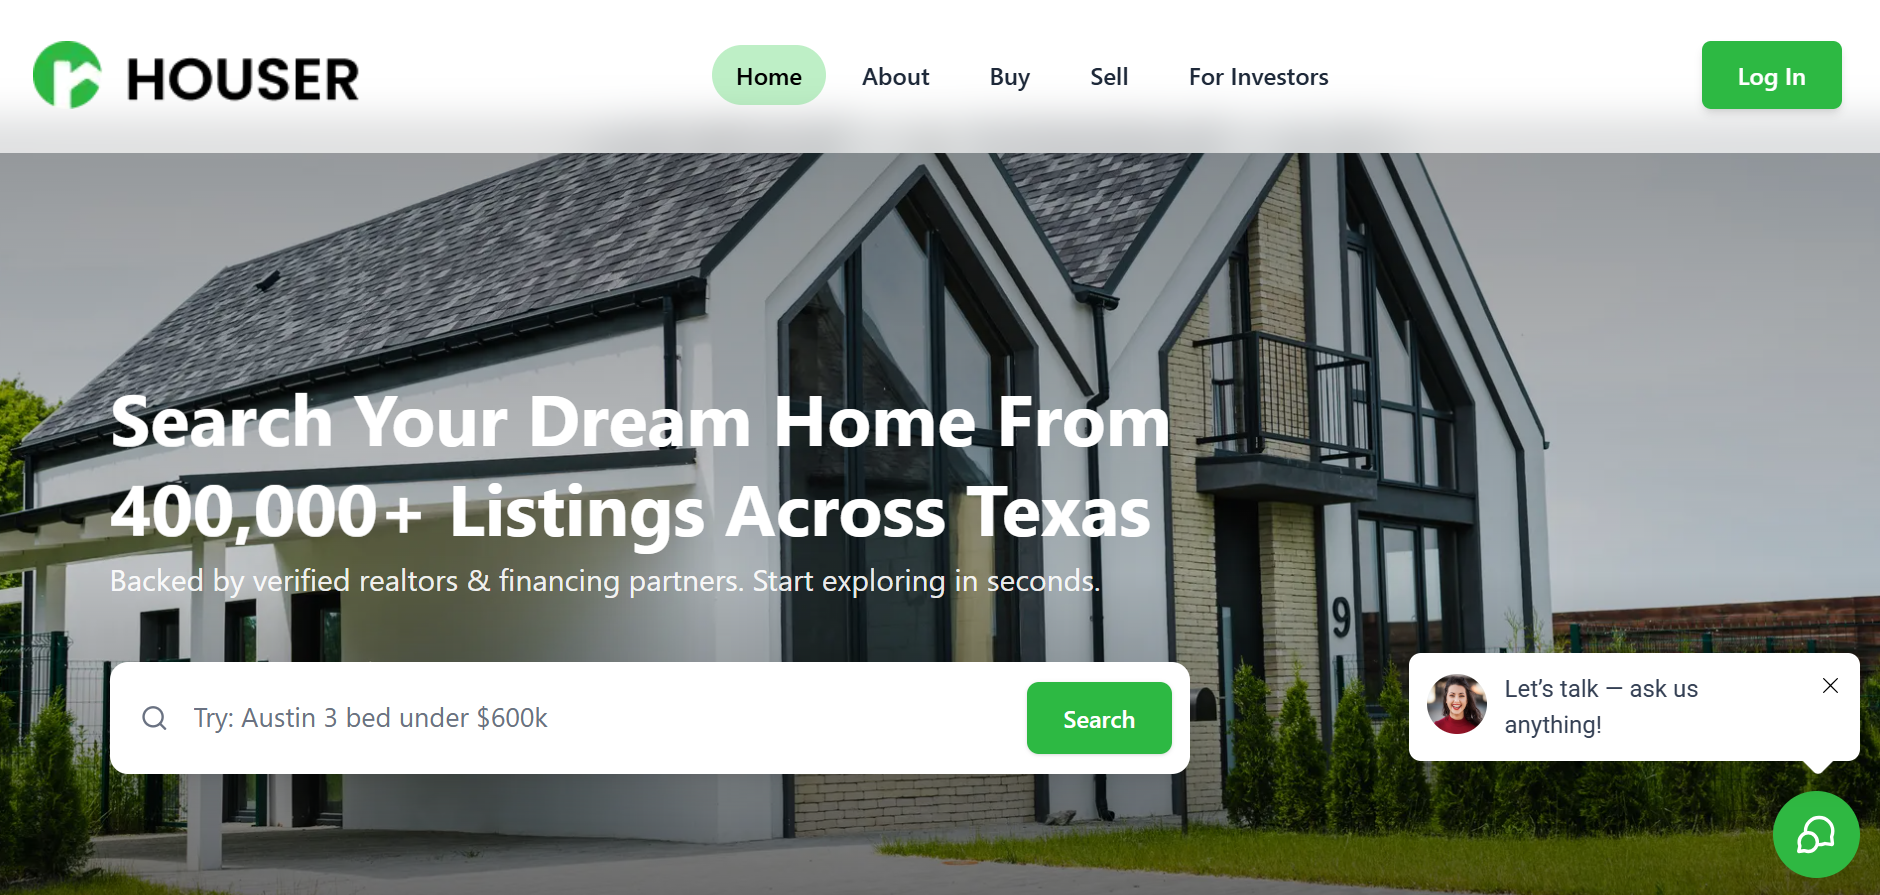 HOUSER
Home
About
Buy
Sell
For Investors
Log In
Search Your Dream Home From
400,000+ Listings Across Texas
Backed by verified realtors & financing partners. Start exploring in seconds.
Try: Austin 3 bed under $600k
Search
9
Let’s talk — ask us
anything!